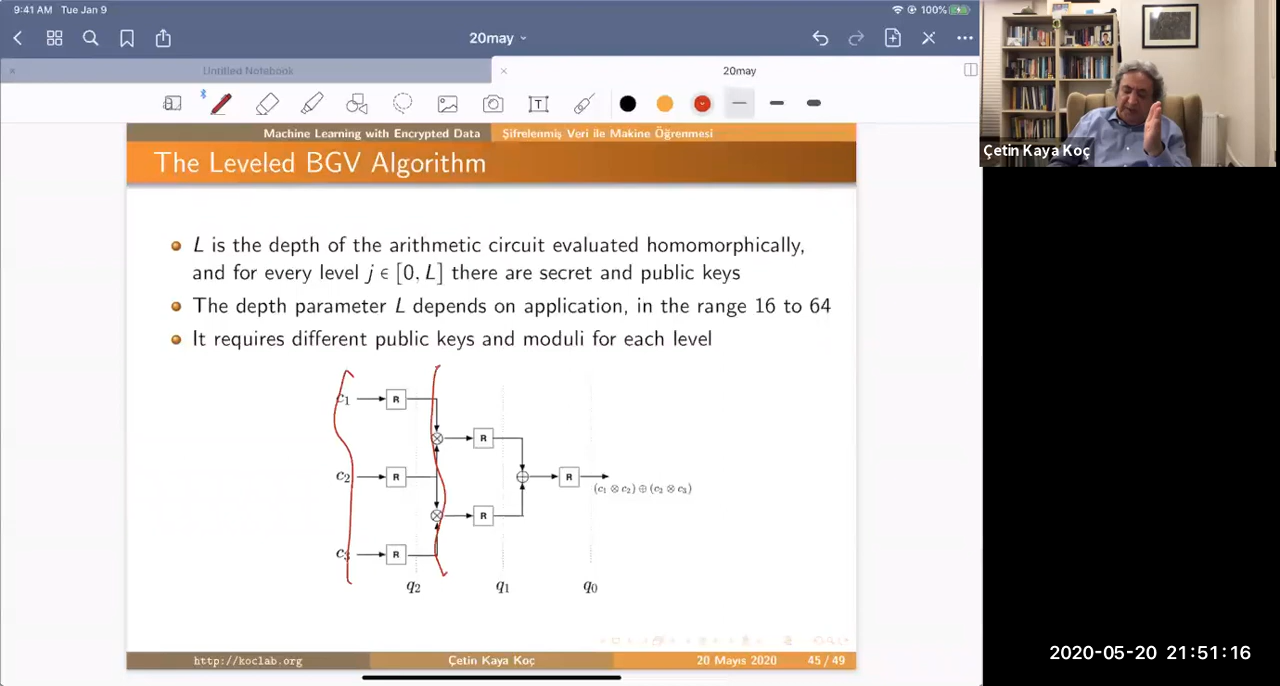 9:41 AM Tue Jan 9
100%
20may
Untitled Notebook
20may
T
Machine Learning with Encrypted Data
Şifrelenmiş Veri ile Makine Öğrenmesi
The Leveled BGV Algorithm
L is the depth of the arithmetic circuit evaluated homomorphically,
and for every level j ∈ [0, L] there are secret and public keys
The depth parameter L depends on application, in the range 16 to 64
It requires different public keys and moduli for each level
c₁ R
R
c₂ R R
(c₁ ⊗ c₂) ⊕ (c₂ ⊗ c₃)
R
c₃ R
q₂ q₁ q₀
http://koclab.org
Çetin Kaya Koç
20 Mayıs 2020
45 / 49
Çetin Kaya Koç
2020-05-20 21:51:16